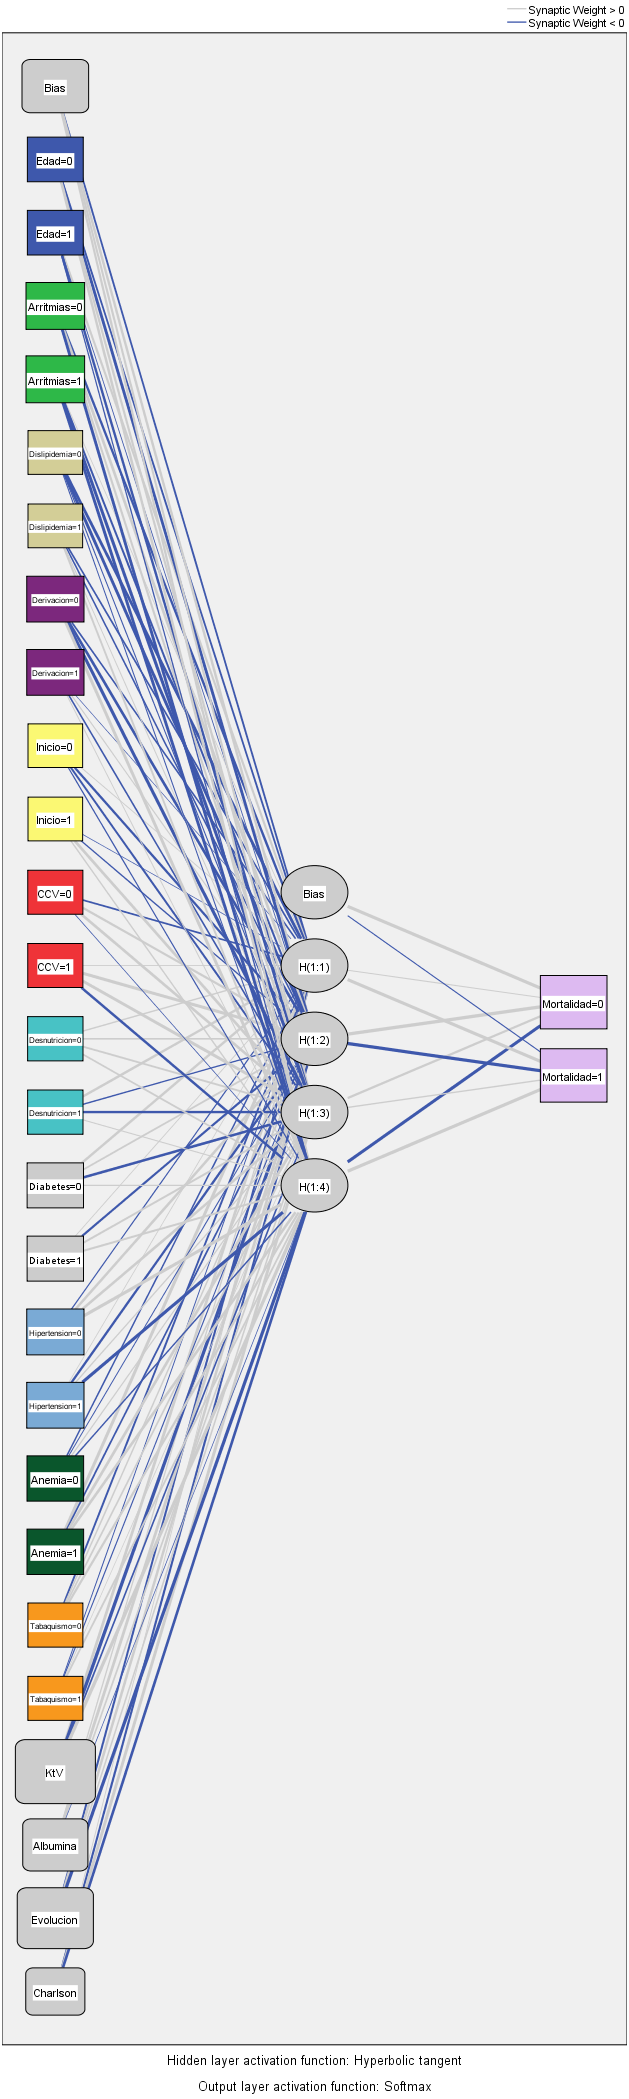 Synaptic Weight > 0
Synaptic Weight < 0
Bias
Edad=0
Edad=1
Arritmias=0
Arritmias=1
Dislipidemia=0
Dislipidemia=1
Derivacion=0
Derivacion=1
Inicio=0
Inicio=1
CCV=0
CCV=1
Desnutricion=0
Desnutricion=1
Diabetes=0
Diabetes=1
Hipertension=0
Hipertension=1
Anemia=0
Anemia=1
Tabaquismo=0
Tabaquismo=1
KtV
Albumina
Evolucion
Charlson
Bias
H(1:1)
H(1:2)
H(1:3)
H(1:4)
Mortalidad=0
Mortalidad=1
Hidden layer activation function: Hyperbolic tangent
Output layer activation function: Softmax